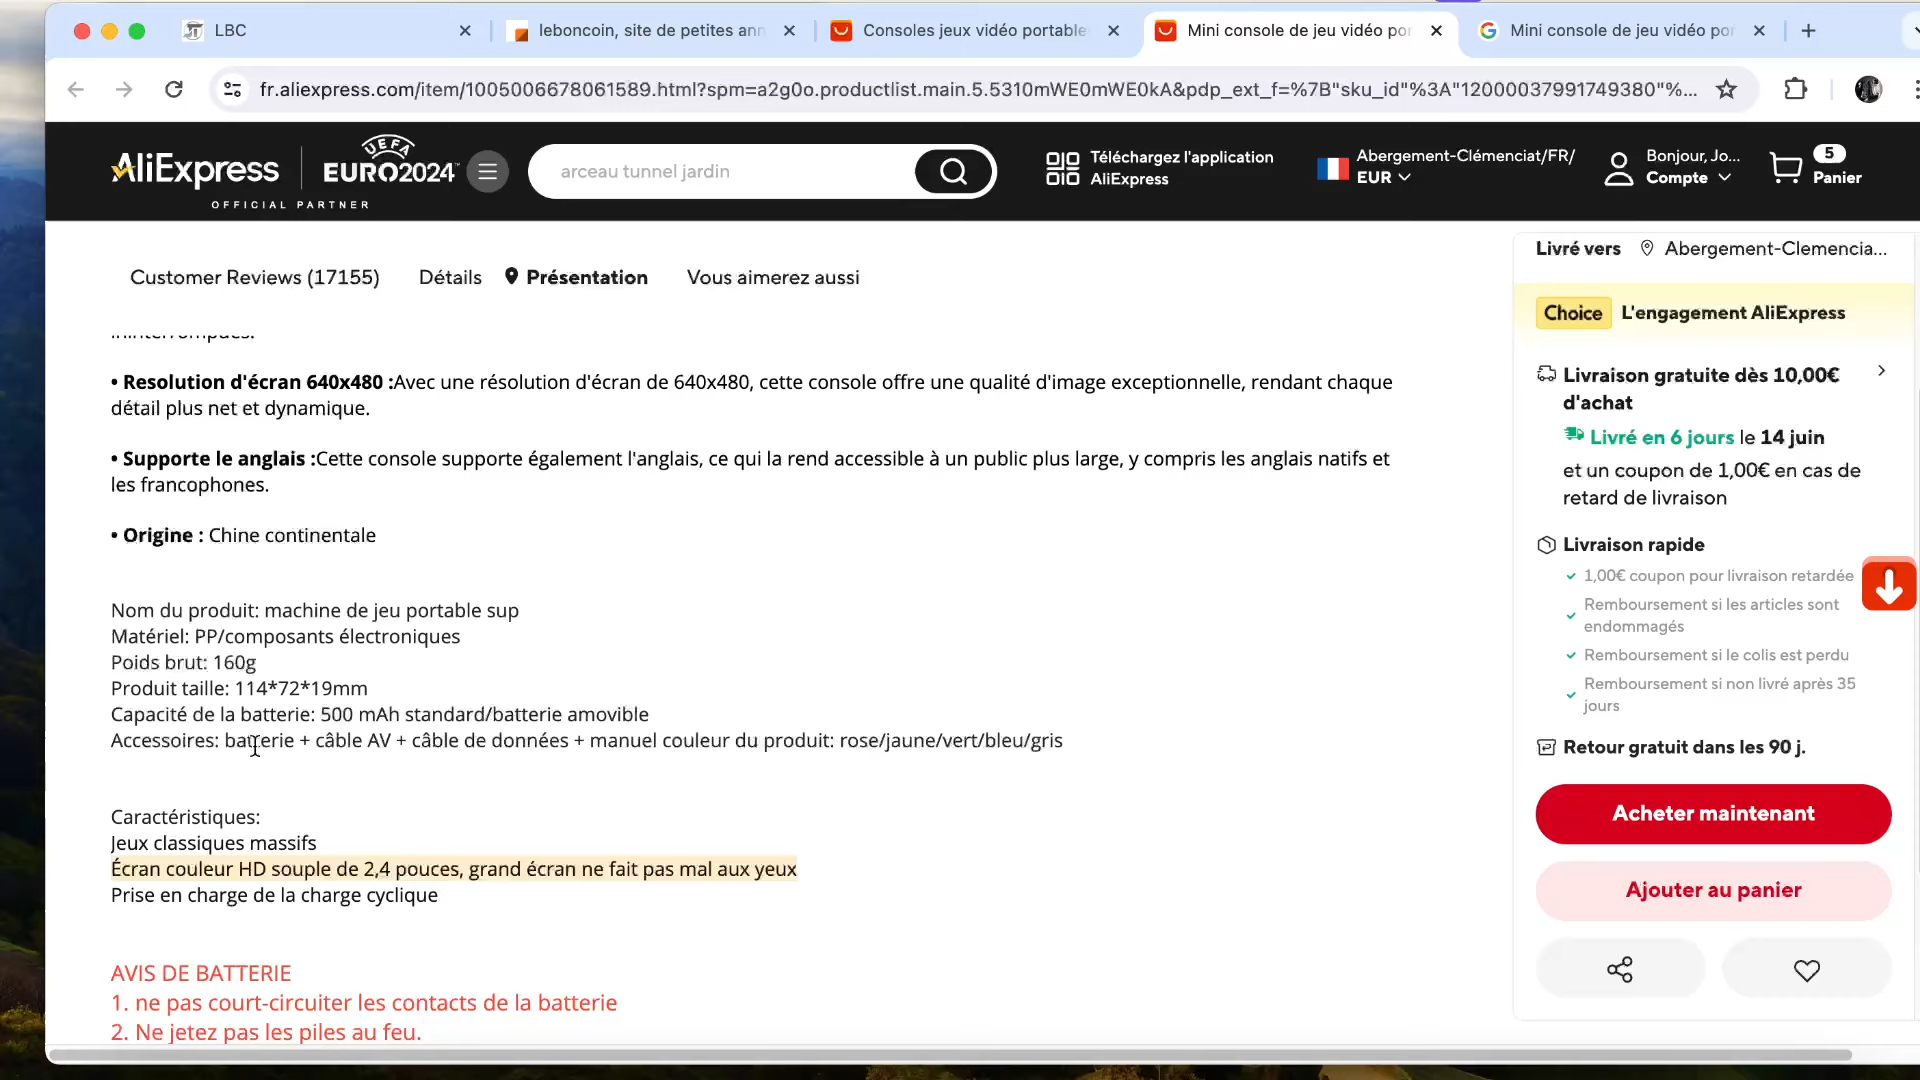 LBC
leboncoin, site de petites ann
Consoles jeux vidéo portable
Mini console de jeu vidéo por
Mini console de jeu vidéo por
fr.aliexpress.com/item/1005006678061589.html?spm=a2g0o.productlist.main.5.5310mWE0mWE0kA&pdp_ext_f=%7B"sku_id"%3A"12000037991749380"%...
AliExpress
UEFA
EURO2024™
OFFICIAL PARTNER
arceau tunnel jardin
Téléchargez l'application
AliExpress
Abergement-Clémenciat/FR/
EUR
Bonjour, Jo...
Compte
5
Panier
Customer Reviews (17155)
Détails
Présentation
Vous aimerez aussi
ininterrompues.
• Resolution d'écran 640x480 :Avec une résolution d'écran de 640x480, cette console offre une qualité d'image exceptionnelle, rendant chaque
détail plus net et dynamique.
• Supporte le anglais :Cette console supporte également l'anglais, ce qui la rend accessible à un public plus large, y compris les anglais natifs et
les francophones.
• Origine : Chine continentale
Nom du produit: machine de jeu portable sup
Matériel: PP/composants électroniques
Poids brut: 160g
Produit taille: 114*72*19mm
Capacité de la batterie: 500 mAh standard/batterie amovible
Accessoires: batterie + câble AV + câble de données + manuel couleur du produit: rose/jaune/vert/bleu/gris
Caractéristiques:
Jeux classiques massifs
Écran couleur HD souple de 2,4 pouces, grand écran ne fait pas mal aux yeux
Prise en charge de la charge cyclique
AVIS DE BATTERIE
1. ne pas court-circuiter les contacts de la batterie
2. Ne jetez pas les piles au feu.
Livré vers
Abergement-Clemencia...
Choice
L'engagement AliExpress
Livraison gratuite dès 10,00€
d'achat
Livré en 6 jours le 14 juin
et un coupon de 1,00€ en cas de
retard de livraison
Livraison rapide
1,00€ coupon pour livraison retardée
Remboursement si les articles sont
endommagés
Remboursement si le colis est perdu
Remboursement si non livré après 35
jours
Retour gratuit dans les 90 j.
Acheter maintenant
Ajouter au panier